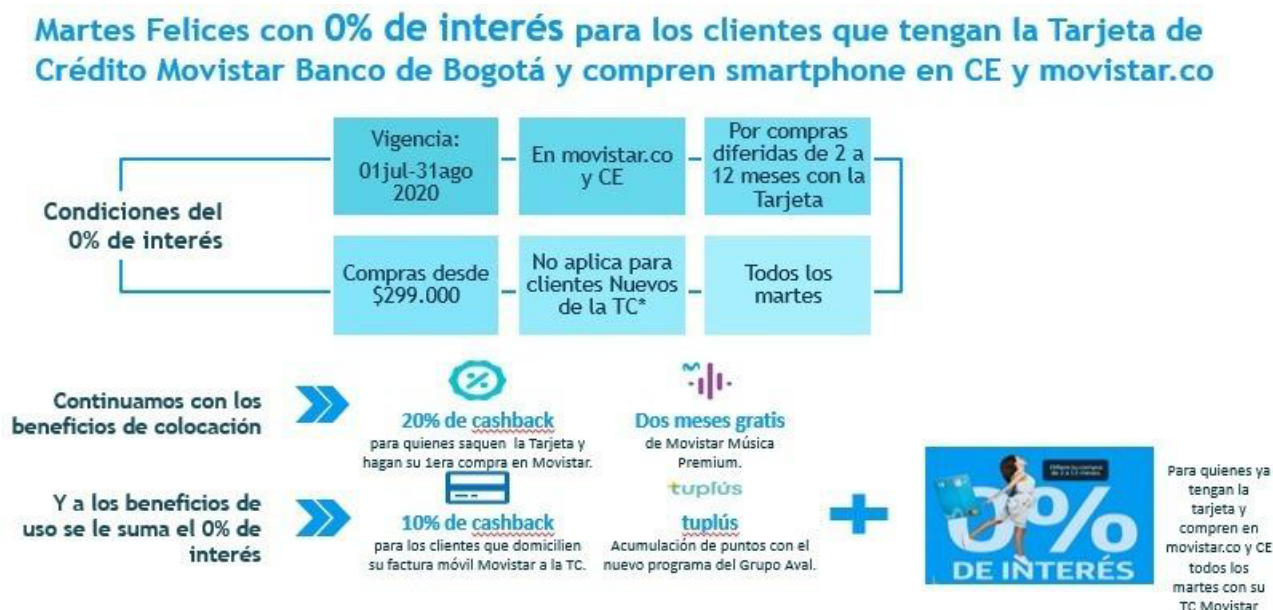 Martes Felices con 0% de interés para los clientes que tengan la Tarjeta de
Crédito Movistar Banco de Bogotá y compren smartphone en CE y movistar.co
Condiciones del
0% de interés
Vigencia:
01jul-31ago
2020
En movistar.co
y CE
Por compras
diferidas de 2 a
12 meses con la
Tarjeta
Compras desde
$299.000
No aplica para
clientes Nuevos
de la TC*
Todos los
martes
Continuamos con los
beneficios de colocación
20% de cashback
para quienes saquen la Tarjeta y
hagan su 1era compra en Movistar.
Dos meses gratis
de Movistar Música
Premium.
Y a los beneficios de
uso se le suma el 0% de
interés
10% de cashback
para los clientes que domicilien
su factura móvil Movistar a la TC.
tuplús
tuplús
Acumulación de puntos con el
nuevo programa del Grupo Aval.
0%
DE INTERÉS
Para quienes ya
tengan la
tarjeta y
compren en
movistar.co y CE
todos los
martes con su
TC Movistar